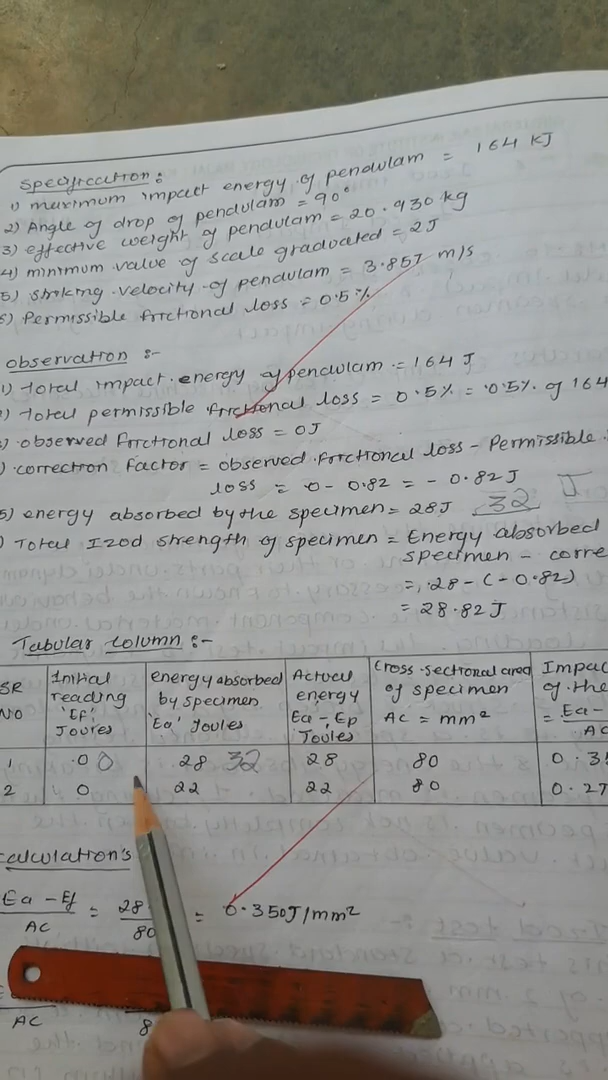 Specification :
1) maximum impact energy of pendulam = 164 KJ
2) Angle of drop of pendulam = 90°
3) effective weight of pendulam = 20.930 kg
4) minimum value of scale graduated = 2J
5) striking velocity of pendulam = 3.857 m/s
6) Permissible frictional loss = 0.5%
observation :-
1) Total impact energy of pendulam = 164 J
) Total permissible frictional loss = 0.5% = 0.5% of 164
) observed frictional loss = 0J
) correction factor = observed frictional loss - Permissible
loss = 0 - 0.82 = - 0.82 J
5) energy absorbed by the specimen = 28J 32 J
) Total Izod strength of specimen = Energy absorbed
specimen - corre
= 28 - (- 0.82)
= 28.82 J
Tabular column :-
SR NO Initial reading 'Ef' Joules energy absorbed by specimen 'Ea' Joules Actual energy Ea - Ef Joules Cross-sectional area of specimen AC = mm² Impac of the = Ea - AC
1 0 0 28 32 28 80 0.35
2 0 22 22 80 0.27
calculation's
Ea - Ef / AC = 28 / 80 = 0.350 J/mm²
AC 8